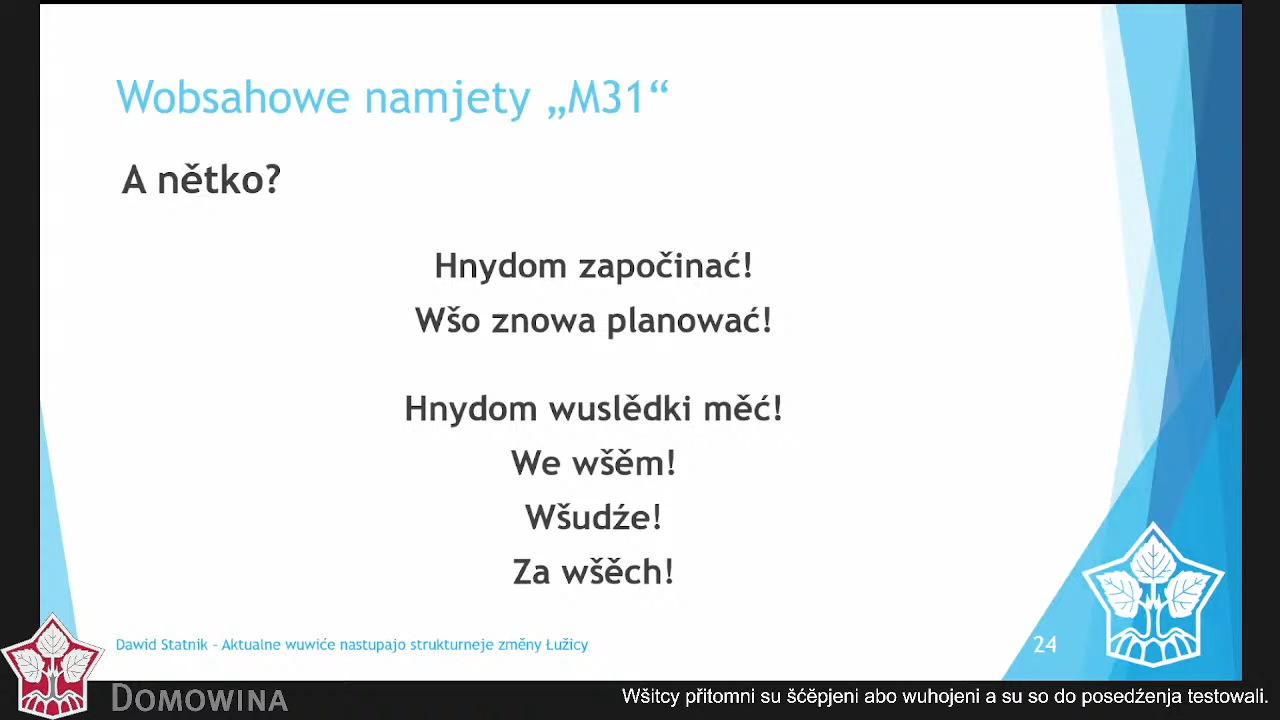 Wobsahowe namjety „M31“
A nětko?
Hnydom započinać!
Wšo znowa planować!
Hnydom wuslědki měć!
We wšěm!
Wšudźe!
Za wšěch!
Dawid Statnik – Aktualne wuwiće nastupajo strukturneje změny Łužicy
24
DOMOWINA
Wšitcy přitomni su šćěpjeni abo wuhojeni a su so do posedźenja testowali.